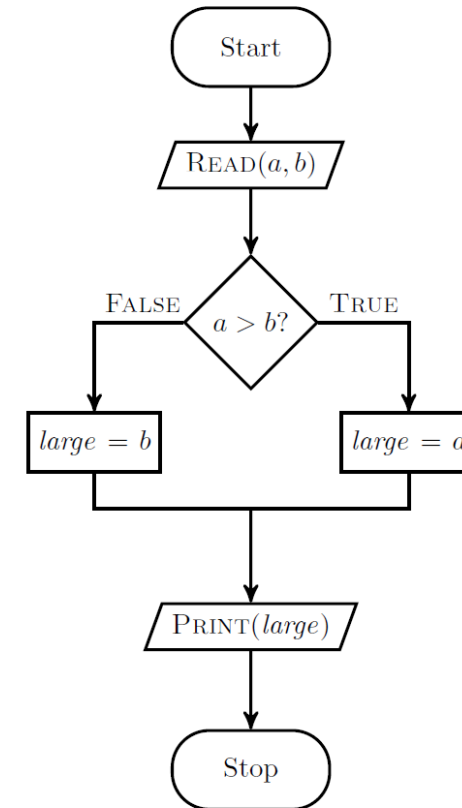 Start
READ(a, b)
FALSE
TRUE
a > b?
large = b
large = a
PRINT(large)
Stop